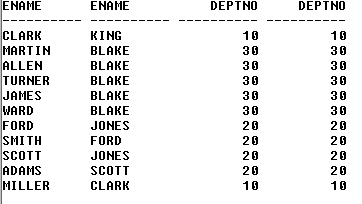 ENAME ENAME DEPTNO DEPTNO
---------- ---------- ---------- ----------
CLARK KING 10 10
MARTIN BLAKE 30 30
ALLEN BLAKE 30 30
TURNER BLAKE 30 30
JAMES BLAKE 30 30
WARD BLAKE 30 30
FORD JONES 20 20
SMITH FORD 20 20
SCOTT JONES 20 20
ADAMS SCOTT 20 20
MILLER CLARK 10 10